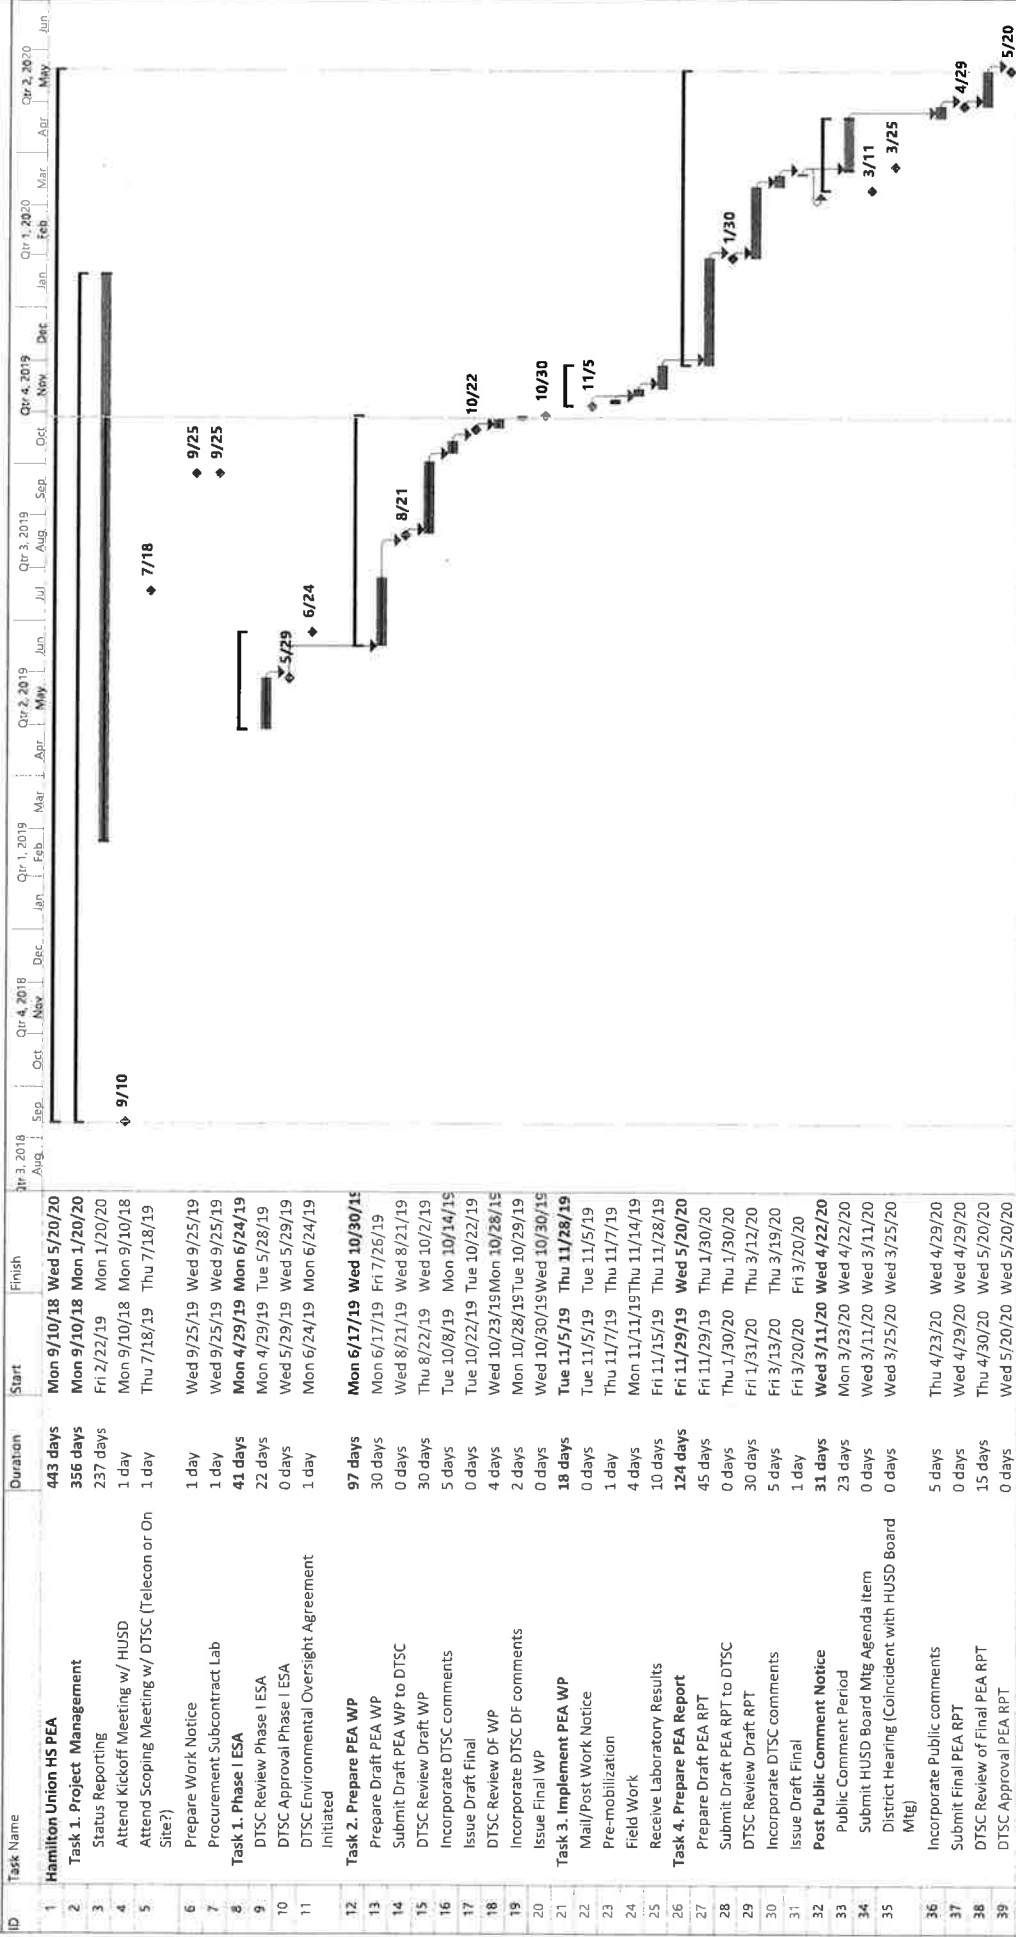 ID Task Name Duration Start Finish
Qtr 3, 2018 Qtr 4, 2018 Qtr 1, 2019 Qtr 2, 2019 Qtr 3, 2019 Qtr 4, 2019 Qtr 1, 2020 Qtr 2, 2020
Aug Sep Oct Nov Dec Jan Feb Mar Apr May Jun Jul Aug Sep Oct Nov Dec Jan Feb Mar Apr May Jun
1 Hamilton Union HS PEA 443 days Mon 9/10/18 Wed 5/20/20
2 Task 1. Project Management 356 days Mon 9/10/18 Mon 1/20/20
3 Status Reporting 237 days Fri 2/22/19 Mon 1/20/20
4 Attend Kickoff Meeting w/ HUSD 1 day Mon 9/10/18 Mon 9/10/18 9/10
5 Attend Scoping Meeting w/ DTSC (Telecon or On 1 day Thu 7/18/19 Thu 7/18/19 7/18
Site?)
6 Prepare Work Notice 1 day Wed 9/25/19 Wed 9/25/19 9/25
7 Procurement Subcontract Lab 1 day Wed 9/25/19 Wed 9/25/19 9/25
8 Task 1. Phase I ESA 41 days Mon 4/29/19 Mon 6/24/19
9 DTSC Review Phase I ESA 22 days Mon 4/29/19 Tue 5/28/19
10 DTSC Approval Phase I ESA 0 days Wed 5/29/19 Wed 5/29/19 5/29
11 DTSC Environmental Oversight Agreement 1 day Mon 6/24/19 Mon 6/24/19 6/24
Initiated
12 Task 2. Prepare PEA WP 97 days Mon 6/17/19 Wed 10/30/19
13 Prepare Draft PEA WP 30 days Mon 6/17/19 Fri 7/26/19
14 Submit Draft PEA WP to DTSC 0 days Wed 8/21/19 Wed 8/21/19 8/21
15 DTSC Review Draft WP 30 days Thu 8/22/19 Wed 10/2/19
16 Incorporate DTSC comments 5 days Tue 10/8/19 Mon 10/14/19
17 Issue Draft Final 0 days Tue 10/22/19 Tue 10/22/19 10/22
18 DTSC Review DF WP 4 days Wed 10/23/19 Mon 10/28/19
19 Incorporate DTSC DF comments 2 days Mon 10/28/19 Tue 10/29/19
20 Issue Final WP 0 days Wed 10/30/19 Wed 10/30/19 10/30
21 Task 3. Implement PEA WP 18 days Tue 11/5/19 Thu 11/28/19
22 Mail/Post Work Notice 0 days Tue 11/5/19 Tue 11/5/19 11/5
23 Pre-mobilization 1 day Thu 11/7/19 Thu 11/7/19
24 Field Work 4 days Mon 11/11/19 Thu 11/14/19
25 Receive Laboratory Results 10 days Fri 11/15/19 Thu 11/28/19
26 Task 4. Prepare PEA Report 124 days Fri 11/29/19 Wed 5/20/20
27 Prepare Draft PEA RPT 45 days Fri 11/29/19 Thu 1/30/20
28 Submit Draft PEA RPT to DTSC 0 days Thu 1/30/20 Thu 1/30/20 1/30
29 DTSC Review Draft RPT 30 days Fri 1/31/20 Thu 3/12/20
30 Incorporate DTSC comments 5 days Fri 3/13/20 Thu 3/19/20
31 Issue Draft Final 1 day Fri 3/20/20 Fri 3/20/20
32 Post Public Comment Notice 31 days Wed 3/11/20 Wed 4/22/20
33 Public Comment Period 23 days Mon 3/23/20 Wed 4/22/20
34 Submit HUSD Board Mtg Agenda Item 0 days Wed 3/11/20 Wed 3/11/20 3/11
35 District Hearing (Coincident with HUSD Board 0 days Wed 3/25/20 Wed 3/25/20 3/25
Mtg)
36 Incorporate Public comments 5 days Thu 4/23/20 Wed 4/29/20
37 Submit Final PEA RPT 0 days Wed 4/29/20 Wed 4/29/20 4/29
38 DTSC Review of Final PEA RPT 15 days Thu 4/30/20 Wed 5/20/20
39 DTSC Approval PEA RPT 0 days Wed 5/20/20 Wed 5/20/20 5/20